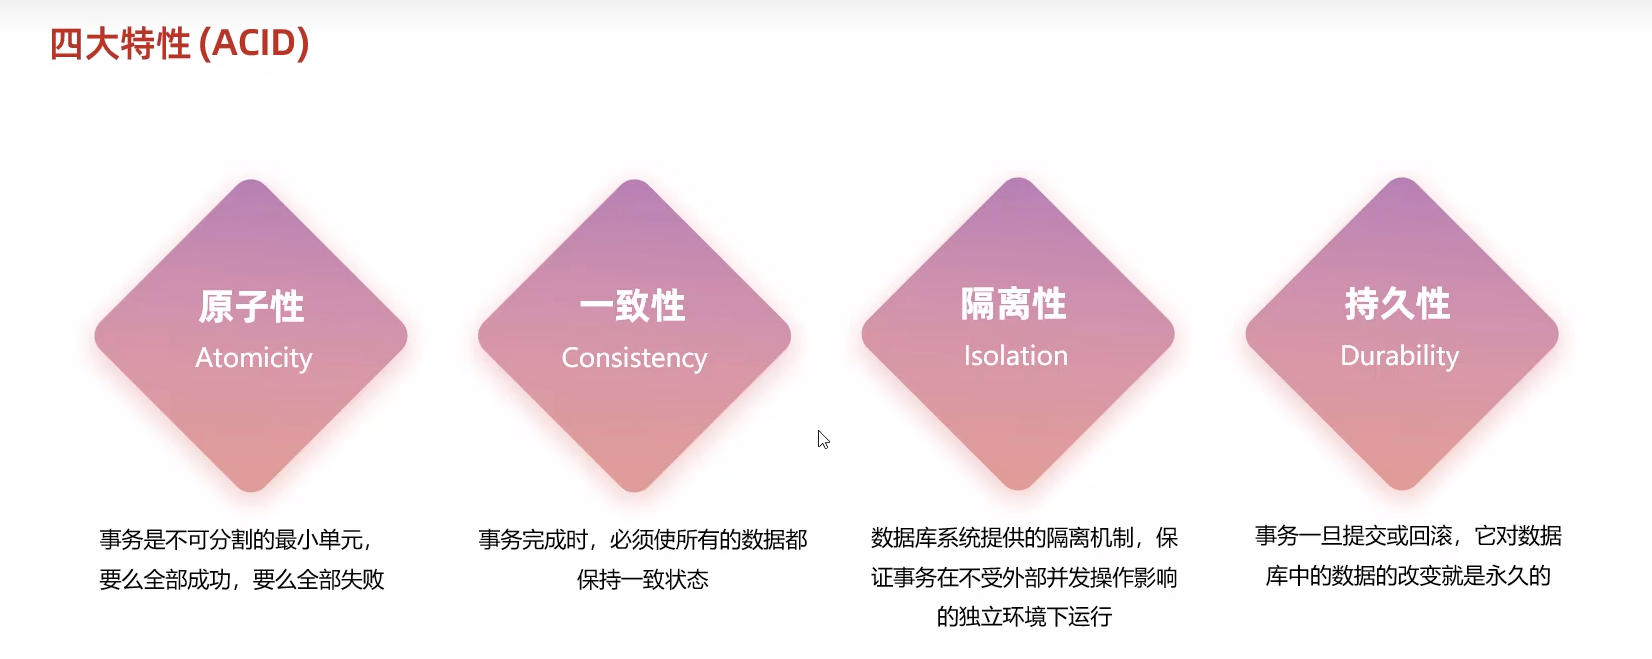 四大特性 (ACID)
原子性
Atomicity
事务是不可分割的最小单元，
要么全部成功，要么全部失败
一致性
Consistency
事务完成时，必须使所有的数据都
保持一致状态
隔离性
Isolation
数据库系统提供的隔离机制，保
证事务在不受外部并发操作影响
的独立环境下运行
持久性
Durability
事务一旦提交或回滚，它对数据
库中的数据的改变就是永久的